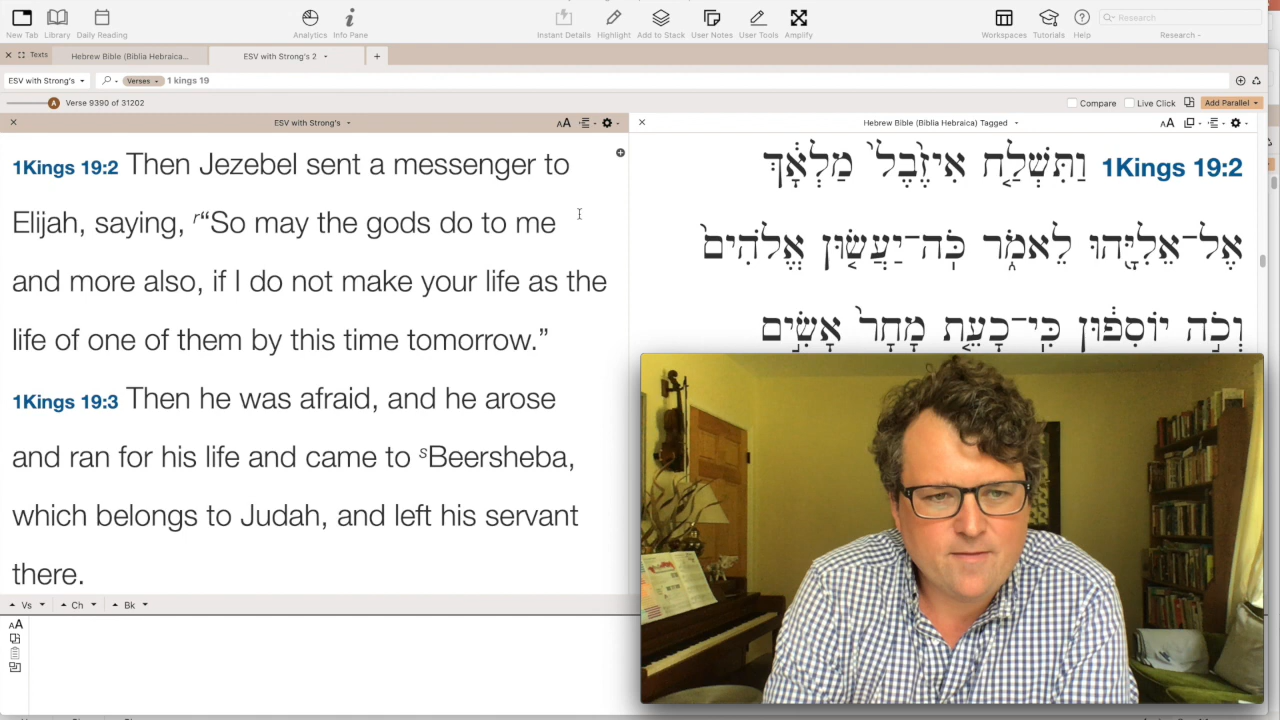 New Tab Library Daily Reading Analytics Info Pane Instant Details Highlight Add to Stack User Notes User Tools Amplify Workspaces Tutorials Help Research
Research
Texts Hebrew Bible (Biblia Hebraica... ESV with Strong's 2 +
ESV with Strong's Verses 1 kings 19
A Verse 9390 of 31202 Compare Live Click Add Parallel
ESV with Strong's AA
1Kings 19:2 Then Jezebel sent a messenger to
Elijah, saying, r“So may the gods do to me
and more also, if I do not make your life as the
life of one of them by this time tomorrow.”
1Kings 19:3 Then he was afraid, and he arose
and ran for his life and came to sBeersheba,
which belongs to Judah, and left his servant
there.
Vs Ch Bk
AA
Hebrew Bible (Biblia Hebraica) Tagged AA
1Kings 19:2 וַתִּשְׁלַ֤ח אִיזֶ֙בֶל֙ מַלְאָ֔ךְ
אֶל־אֵלִיָּ֖הוּ לֵאמֹ֑ר כֹּֽה־יַעֲשׂ֤וּן אֱלֹהִים֙
וְכֹ֣ה יוֹסִפ֔וּן כִּֽי־כָעֵ֤ת מָחָר֙ אָשִׂ֣ים